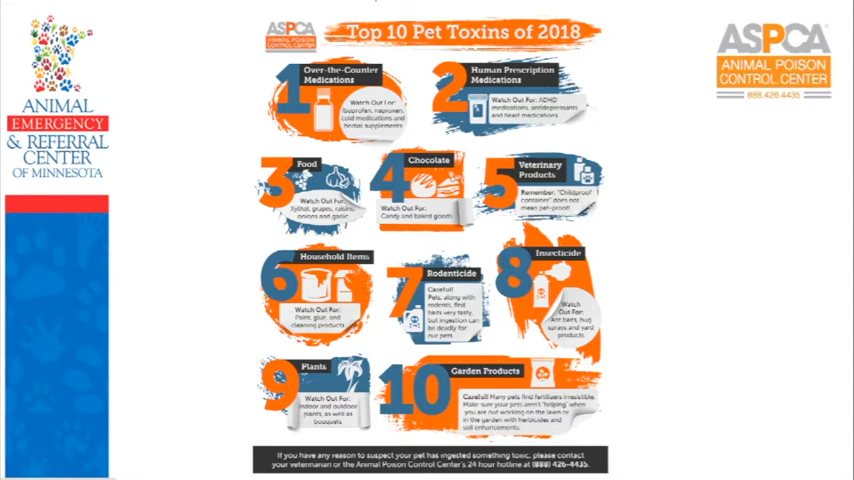 ANIMAL
EMERGENCY
& REFERRAL
CENTER
OF MINNESOTA
ASPCA
ANIMAL POISON
CONTROL CENTER
Top 10 Pet Toxins of 2018
ASPCA
ANIMAL POISON
CONTROL CENTER
888.426.4435
1
Over-the-Counter
Medications
Watch Out For:
Ibuprofen, naproxen,
cold medications and
herbal supplements
2
Human Prescription
Medications
Watch Out For: ADHD
medications, antidepressants
and heart medications
3
Food
Watch Out For:
Xylitol, grapes, raisins,
onions and garlic
4
Chocolate
Watch Out For:
Candy and baked goods
5
Veterinary
Products
Remember: "Childproof
container" does not
mean pet-proof!
6
Household Items
Watch Out For:
Paint, glue, and
cleaning products
7
Rodenticide
Careful!
Pets, along with
rodents, find
baits very tasty,
but ingestion can
be deadly for
our pets
8
Insecticide
Watch
Out For:
Ant baits, bug
sprays and yard
products
9
Plants
Watch Out For:
Indoor and outdoor
plants, as well as
bouquets
10
Garden Products
Careful! Many pets find fertilizers irresistible.
Make sure your pets aren't "helping" when
you are out working on the lawn or
in the garden with herbicides and
soil enhancements.
If you have any reason to suspect your pet has ingested something toxic, please contact
your veterinarian or the Animal Poison Control Center's 24 hour hotline at (888) 426-4435.